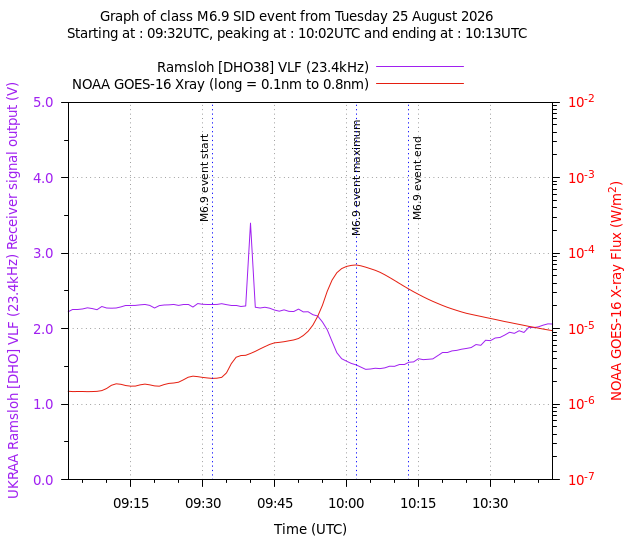 Graph of class M6.9 SID event from Tuesday 25 August 2026
Starting at : 09:32UTC, peaking at : 10:02UTC and ending at : 10:13UTC
Ramsloh [DHO38] VLF (23.4kHz)
NOAA GOES-16 Xray (long = 0.1nm to 0.8nm)
UKRAA Ramsloh [DHO] VLF (23.4kHz) Receiver signal output (V)
5.0
4.0
3.0
2.0
1.0
0.0
M6.9 event start
M6.9 event maximum
M6.9 event end
10^-2
10^-3
10^-4
10^-5
10^-6
10^-7
NOAA GOES-16 X-ray Flux (W/m²)
09:15 09:30 09:45 10:00 10:15 10:30
Time (UTC)